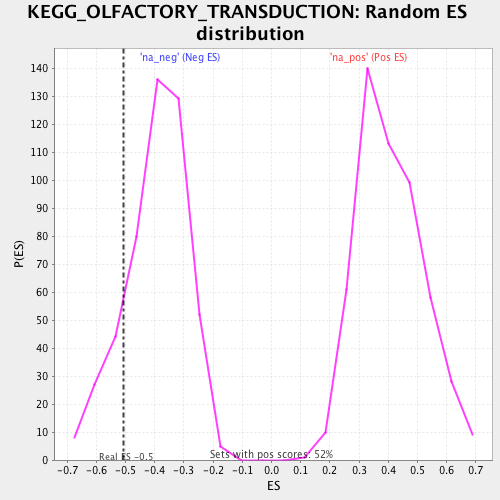 KEGG_OLFACTORY_TRANSDUCTION: Random ES
distribution
'na_neg' (Neg ES) 'na_pos' (Pos ES)
140
130
120
110
100
90
80
70
60
50
40
30
20
10
0
P(ES)
Real ES -0.5 Sets with pos scores: 52%
-0.7 -0.6 -0.5 -0.4 -0.3 -0.2 -0.1 0.0 0.1 0.2 0.3 0.4 0.5 0.6 0.7
ES